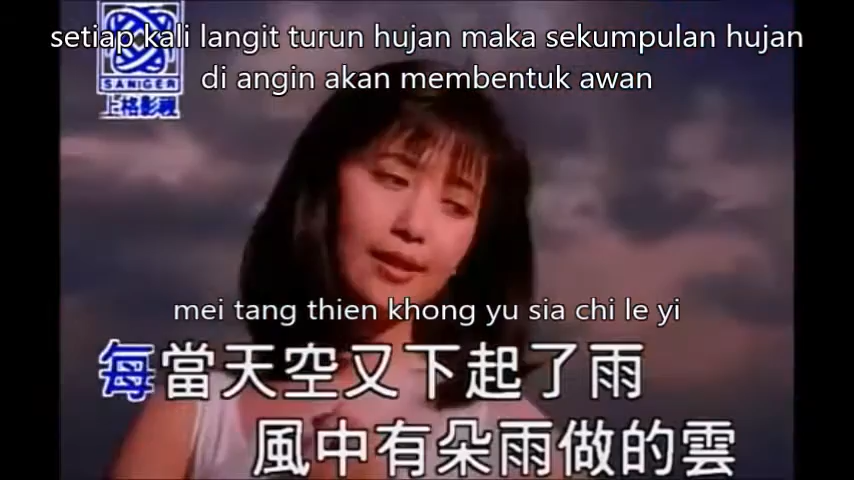 setiap kali langit turun hujan maka sekumpulan hujan
di angin akan membentuk awan
SANGER
上格影視
mei tang thien khong yu sia chi le yi
每當天空又下起了雨
風中有朵雨做的雲